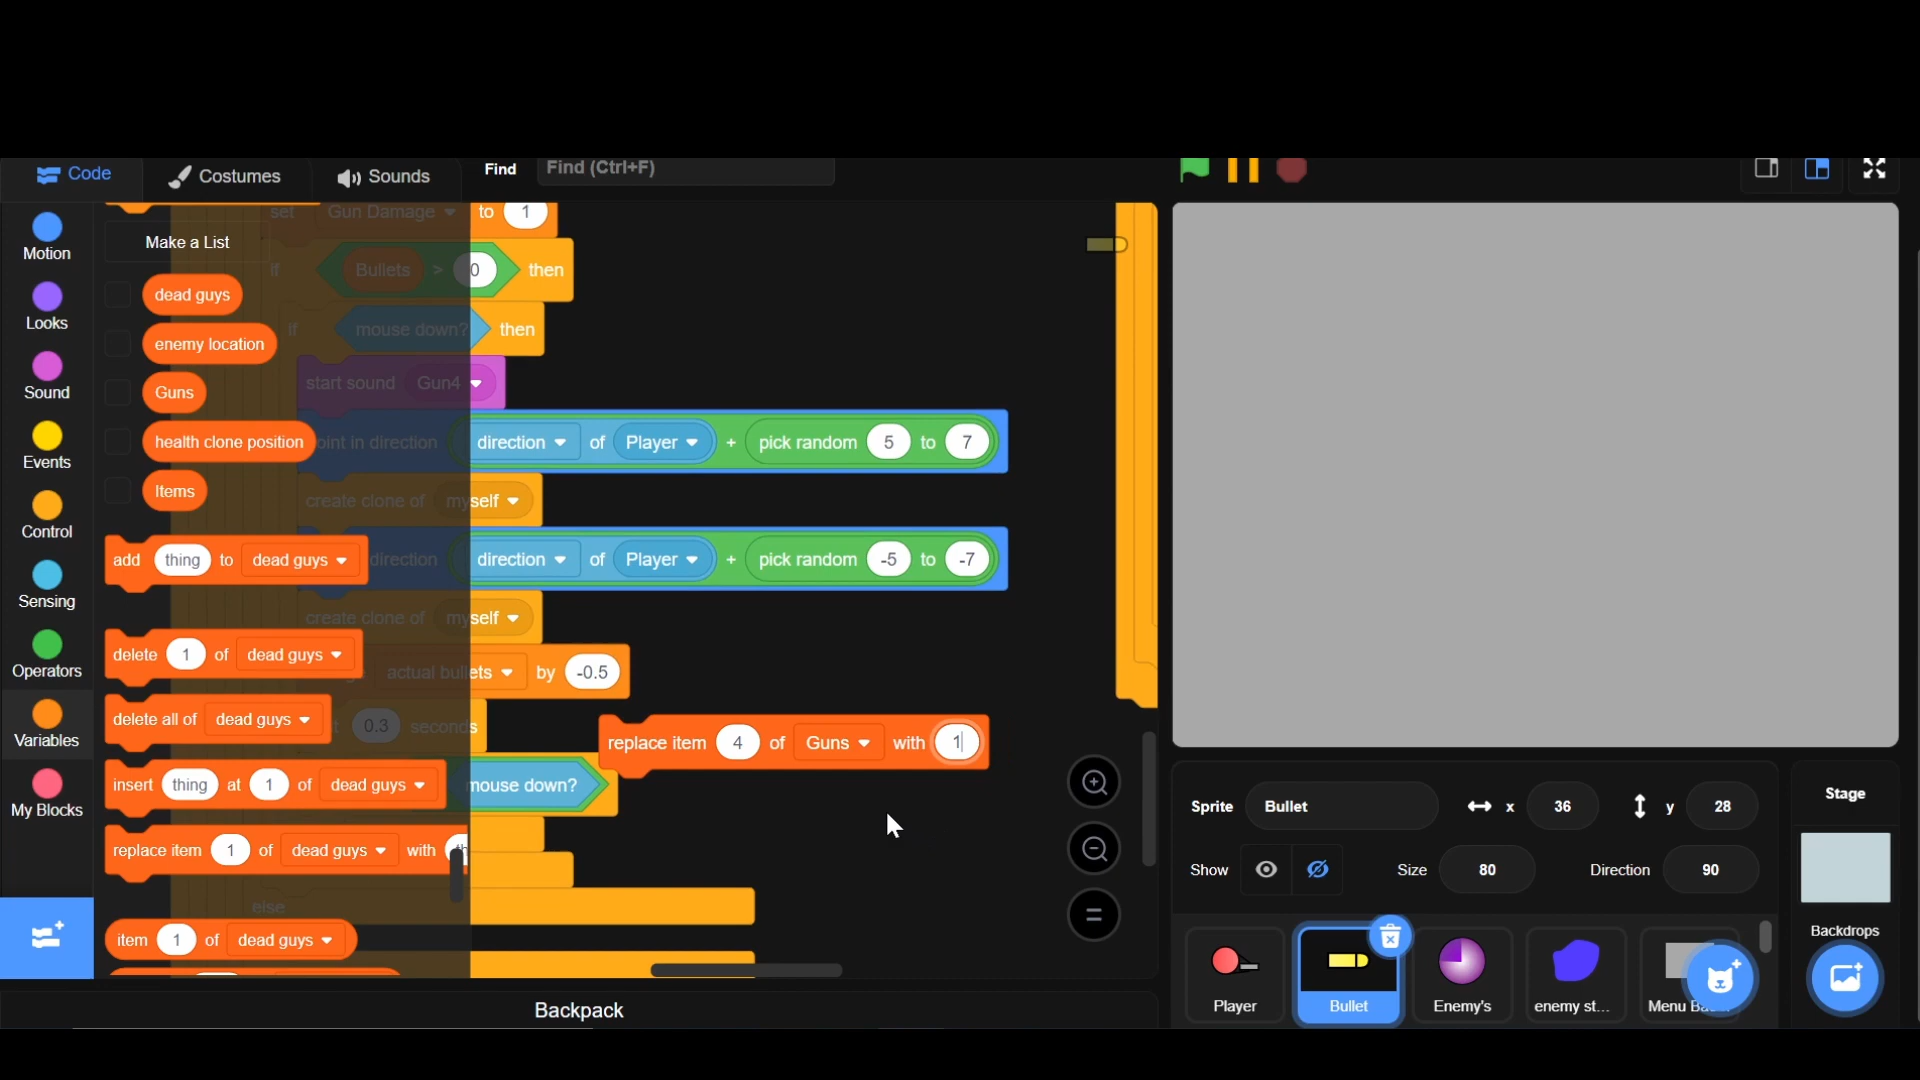 Code Costumes Sounds Find Find (Ctrl+F)
Motion
Looks
Sound
Events
Control
Sensing
Operators
Variables
My Blocks
Make a List
dead guys
enemy location
Guns
health clone position
Items
add thing to dead guys
delete 1 of dead guys
delete all of dead guys
insert thing at 1 of dead guys
replace item 1 of dead guys with
item 1 of dead guys
set Gun Damage to 1
if Bullets > 0 then
if mouse down? then
start sound Gun4
point in direction direction of Player + pick random 5 to 7
create clone of myself
direction direction of Player + pick random -5 to -7
create clone of myself
actual bullets by -0.5
0.3 seconds
replace item 4 of Guns with 1
mouse down?
else
Backpack
Sprite Bullet x 36 y 28
Show Size 80 Direction 90
Player
Bullet
Enemy's
enemy st...
Menu
Stage
Backdrops